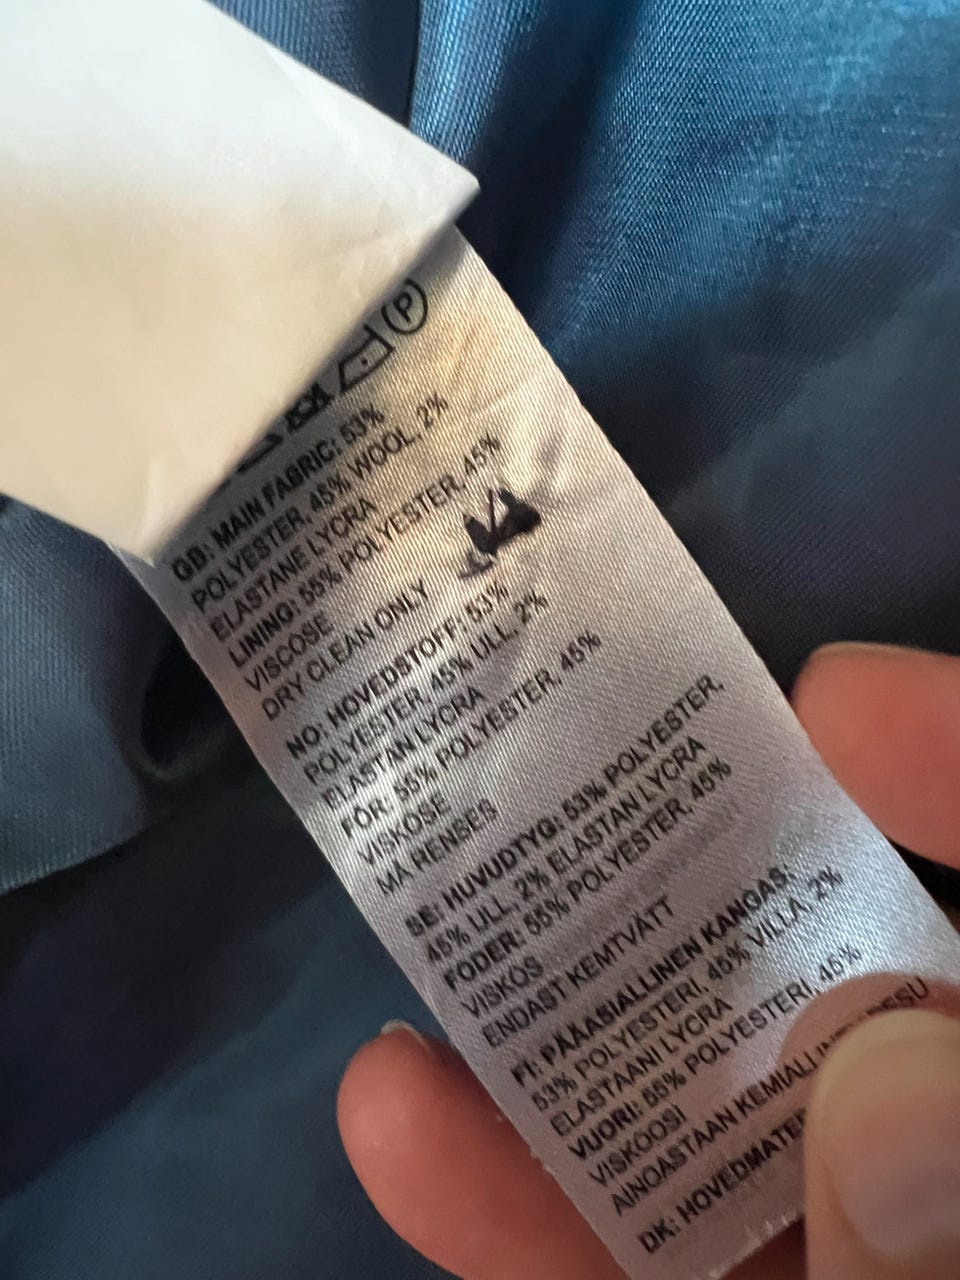 P
GB: MAIN FABRIC: 53%
POLYESTER, 45% WOOL, 2%
ELASTANE LYCRA
LINING: 55% POLYESTER, 45%
VISCOSE
DRY CLEAN ONLY
NO: HOVEDSTOFF: 53%
POLYESTER, 45% ULL, 2%
ELASTAN LYCRA
FÓR: 55% POLYESTER, 45%
VISKOSE
MÅ RENSES
SE: HUVUDTYG: 53% POLYESTER,
45% ULL, 2% ELASTAN LYCRA
FODER: 55% POLYESTER, 45%
VISKOS
ENDAST KEMTVÄTT
FI: PÄÄASIALLINEN KANGAS:
53% POLYESTERI, 45% VILLA, 2%
ELASTAANI LYCRA
VUORI: 55% POLYESTERI, 45%
VISKOOSI
AINOASTAAN
DK: